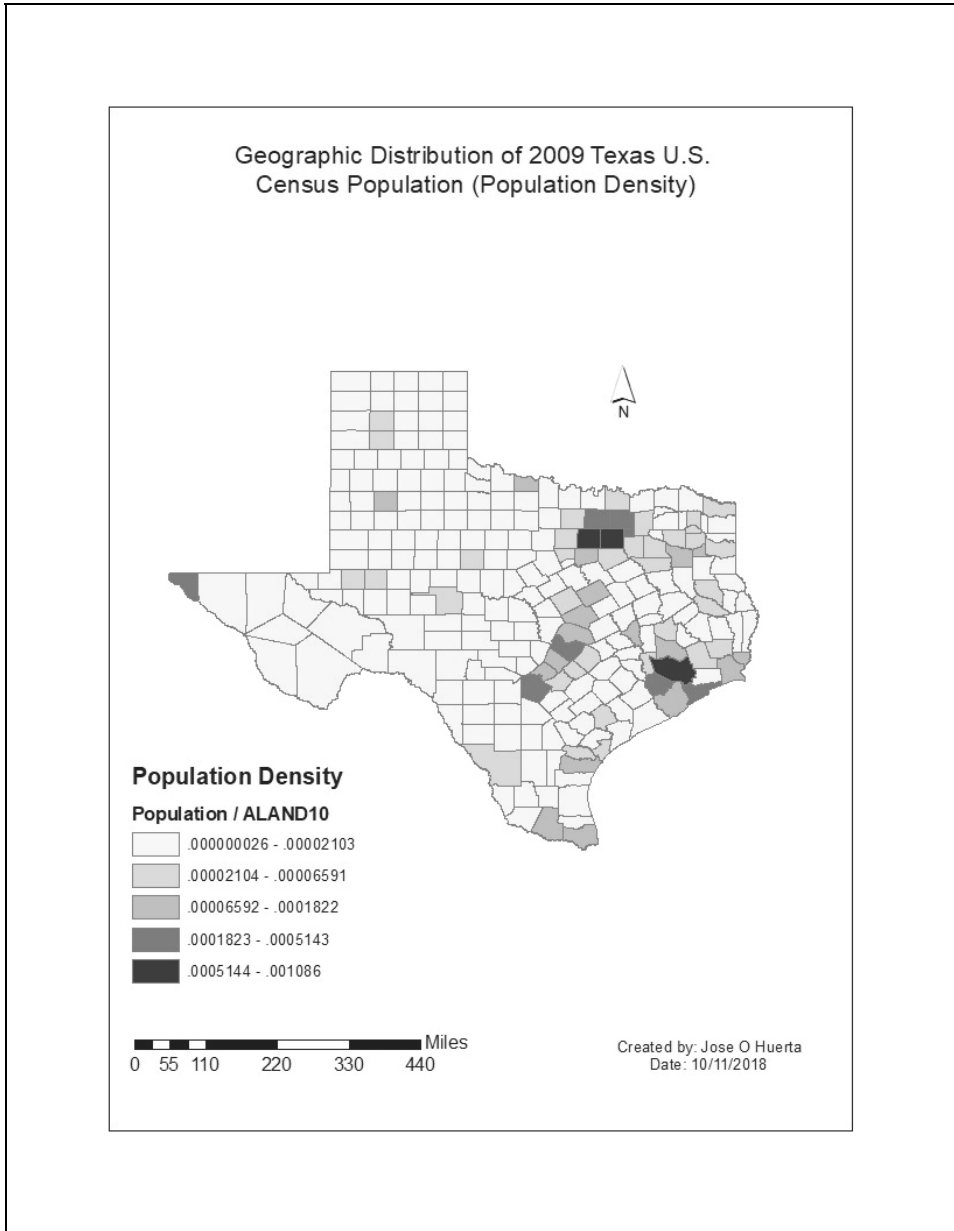 Geographic Distribution of 2009 Texas U.S.
Census Population (Population Density)
N
Population Density
Population / ALAND10
.000000026 - .00002103
.00002104 - .00006591
.00006592 - .0001822
.0001823 - .0005143
.0005144 - .001086
Miles
0 55 110 220 330 440
Created by: Jose O Huerta
Date: 10/11/2018